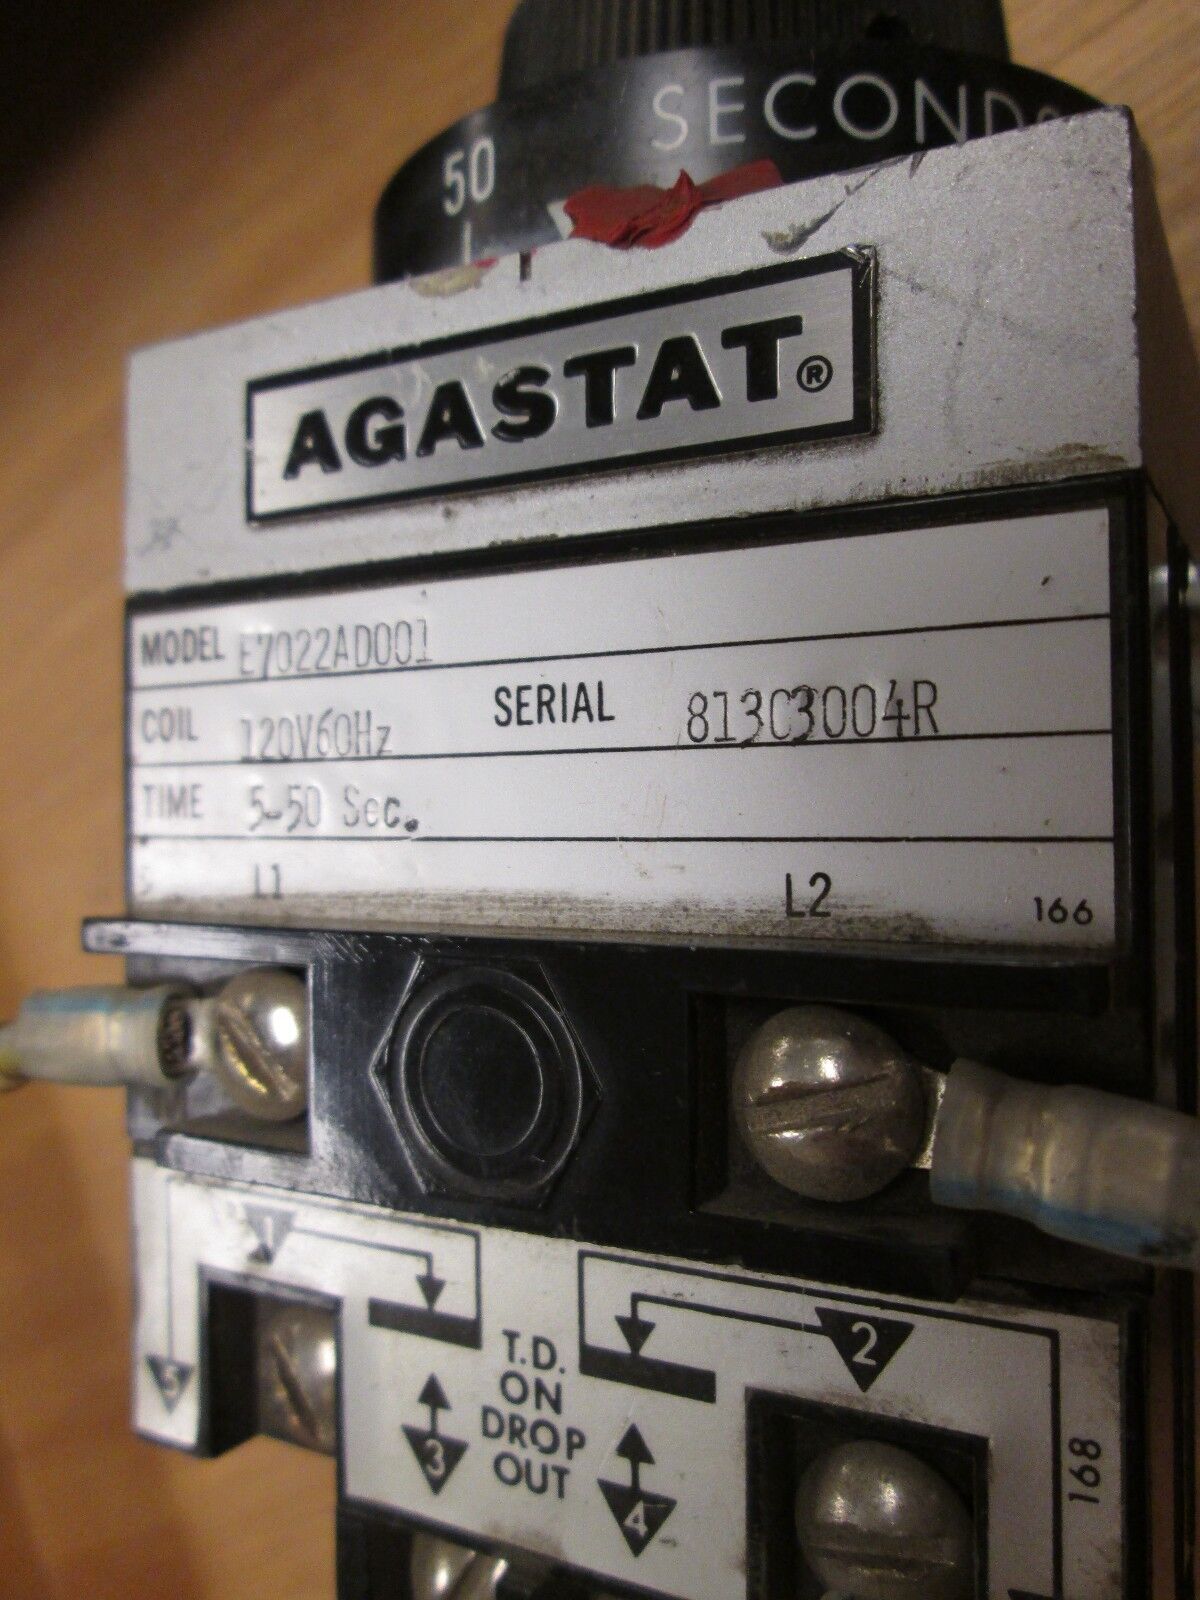 SECONDS
50
AGASTAT®
MODEL E7022AD001
COIL 120V60Hz SERIAL 813C3004R
TIME 5-50 Sec.
L1 L2 166
1
2
5
T.D.
ON
DROP
OUT
3
4
168